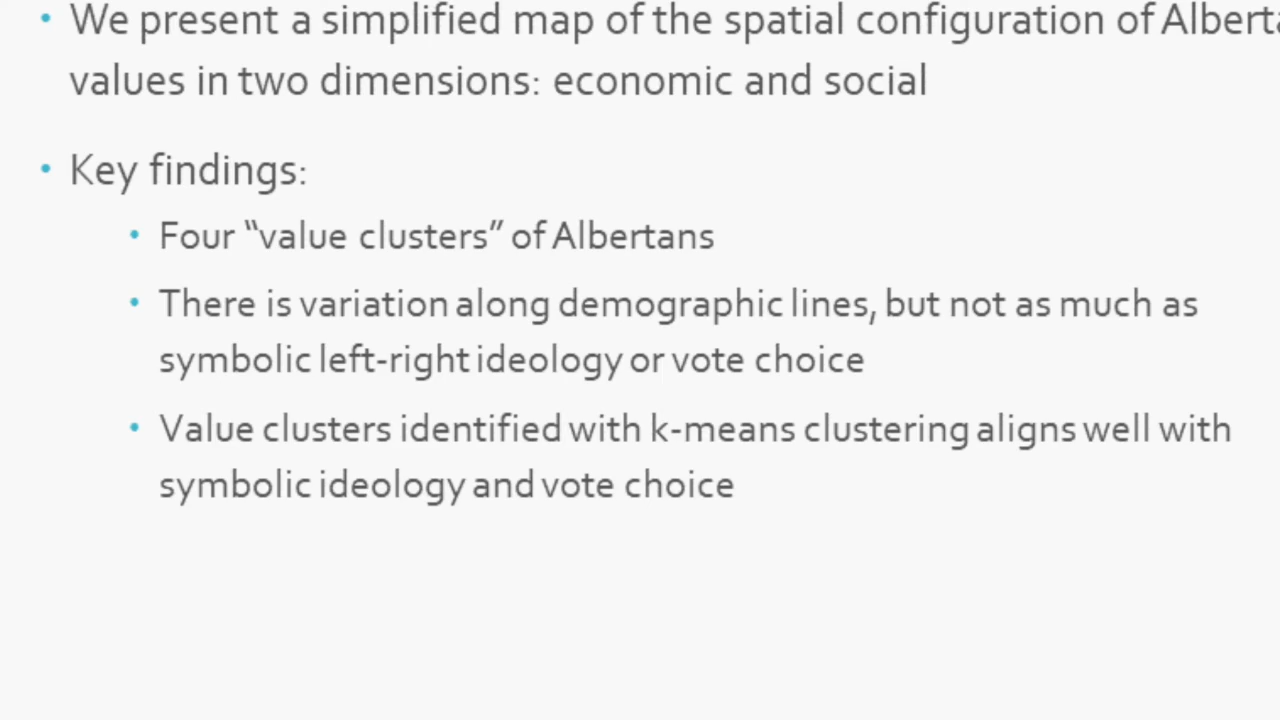 • We present a simplified map of the spatial configuration of
values in two dimensions: economic and social
• Key findings:
• Four “value clusters” of Albertans
• There is variation along demographic lines, but not as much as
symbolic left-right ideology or vote choice
• Value clusters identified with k-means clustering aligns well with
symbolic ideology and vote choice